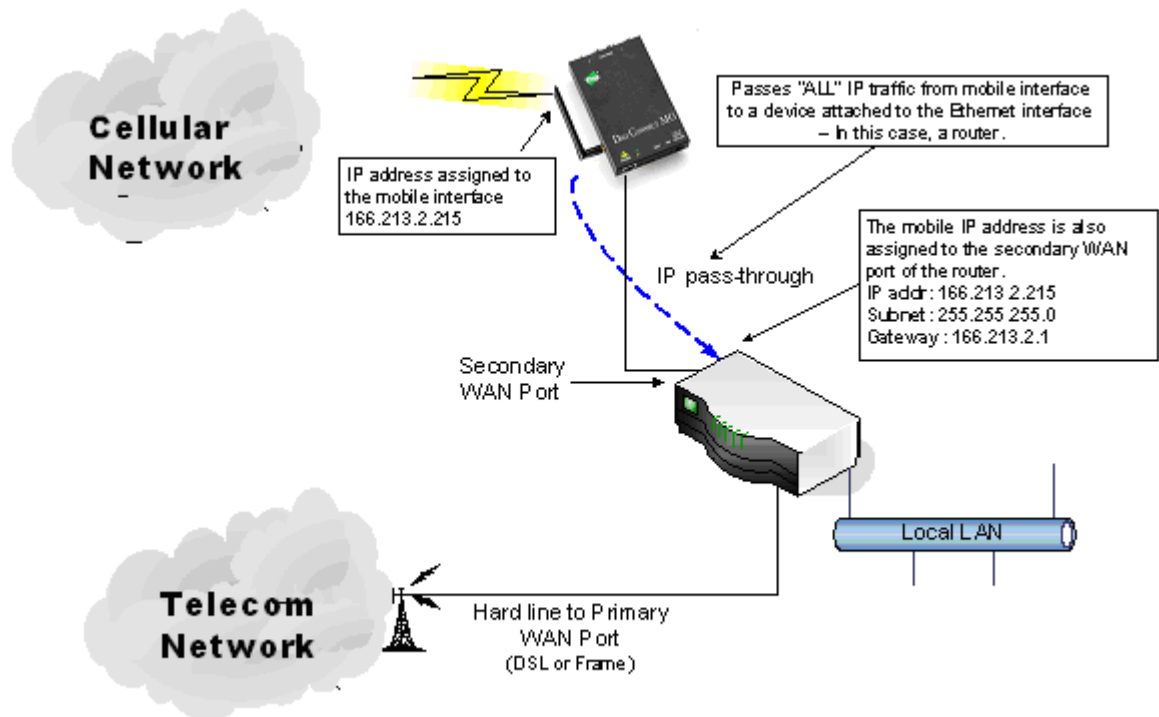 Cellular
Network
Passes "ALL" IP traffic from mobile interface
to a device attached to the Ethernet interface
– In this case, a router.
IP address assigned to
the mobile interface
166.213.2.215
The mobile IP address is also
assigned to the secondary WAN
port of the router.
IP addr: 166.213.2.215
Subnet: 255.255.255.0
Gateway: 166.213.2.1
IP pass-through
Secondary
WAN Port
Local LAN
Telecom
Network
Hard line to Primary
WAN Port
(DSL or Frame)